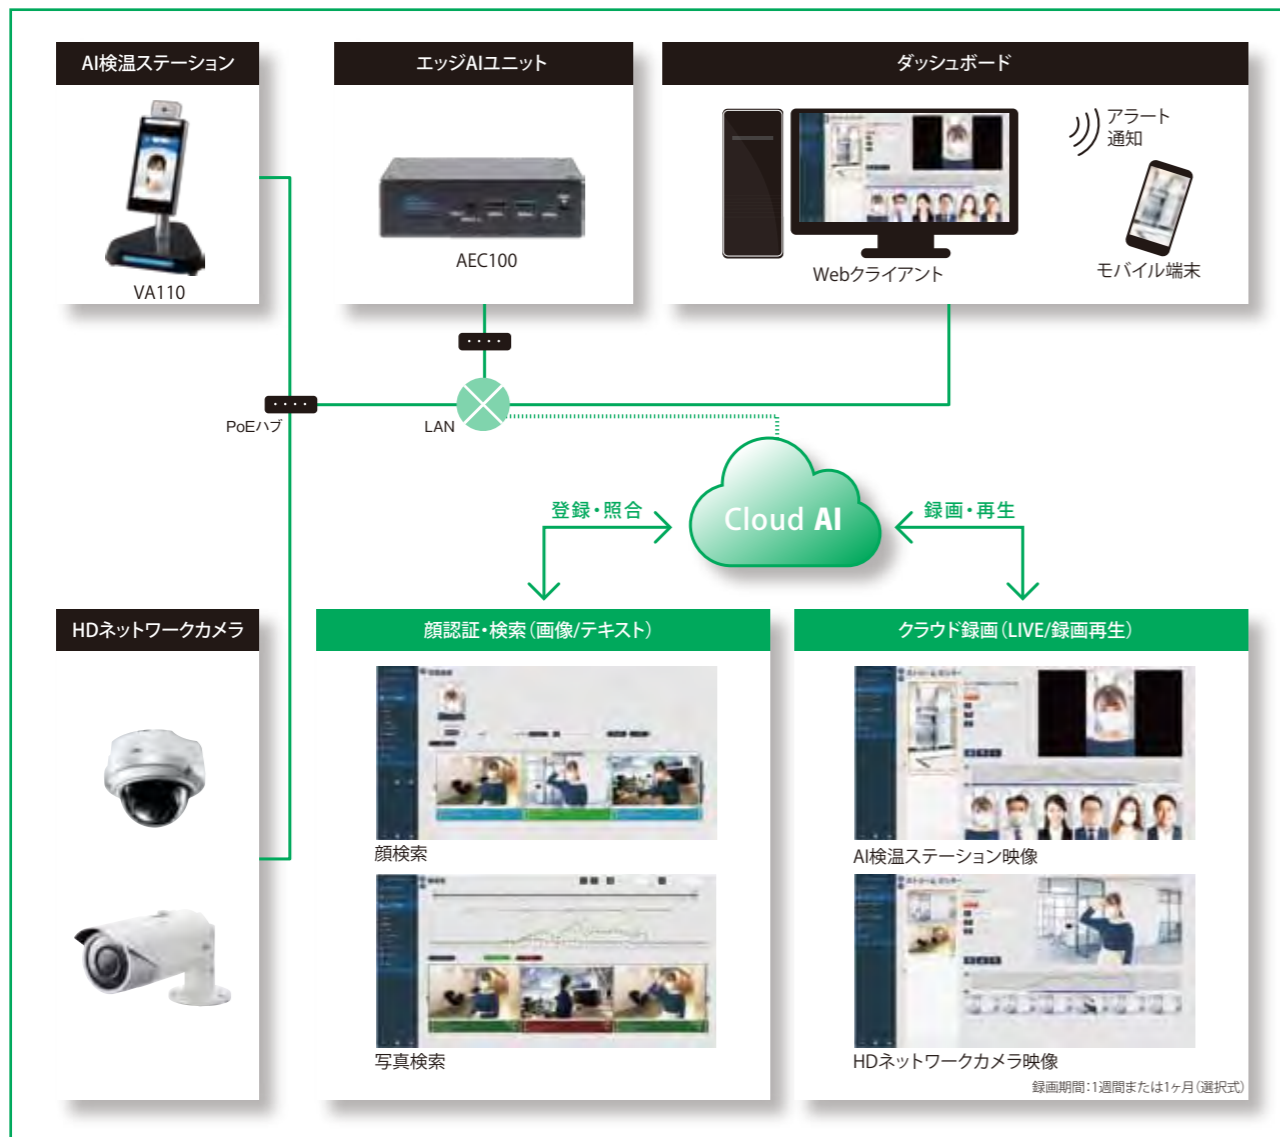 AI検温ステーション
VA110
エッジAIユニット
AEC100
ダッシュボード
アラート
通知
Webクライアント
モバイル端末
PoEハブ
LAN
Cloud AI
登録・照合
録画・再生
HDネットワークカメラ
顔認証・検索(画像/テキスト)
顔検索
写真検索
クラウド録画(LIVE/録画再生)
AI検温ステーション映像
HDネットワークカメラ映像
録画期間：1週間または1ヶ月(選択式)